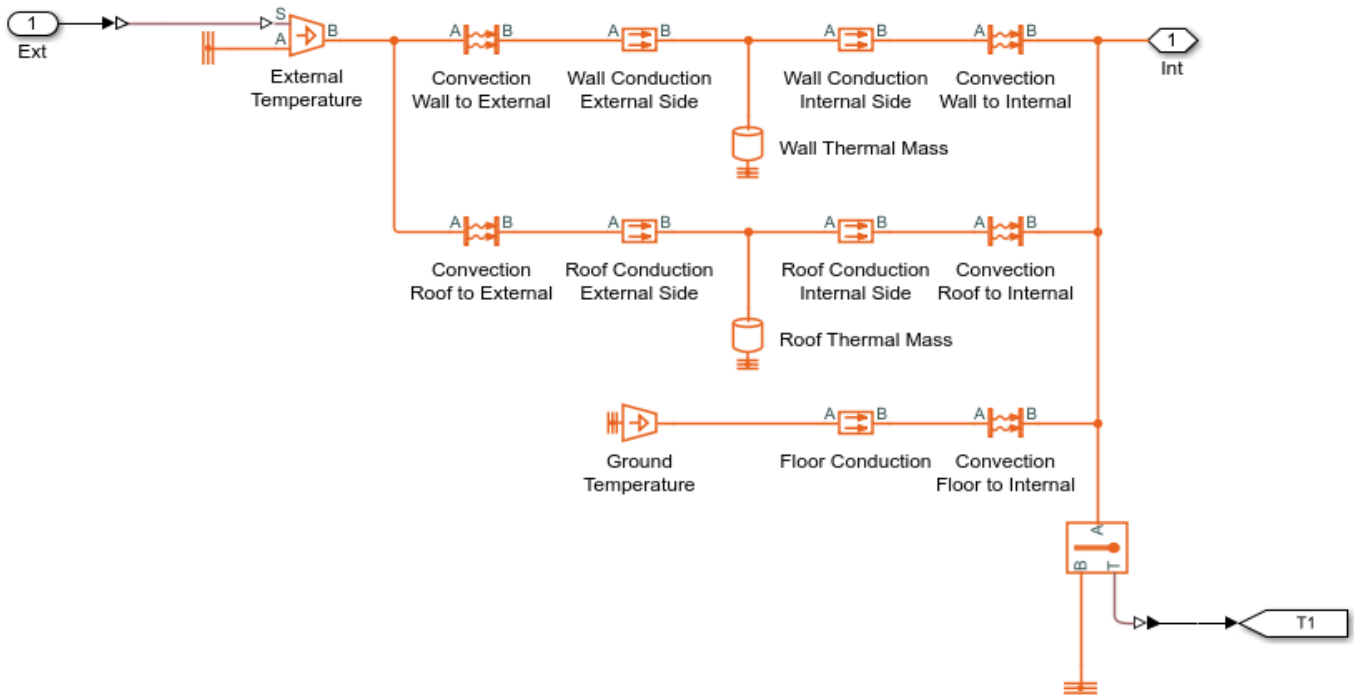 1
Ext
S
A
B
External
Temperature
A
B
Convection
Wall to External
A
B
Wall Conduction
External Side
A
B
Wall Conduction
Internal Side
A
B
Convection
Wall to Internal
1
Int
Wall Thermal Mass
A
B
Convection
Roof to External
A
B
Roof Conduction
External Side
A
B
Roof Conduction
Internal Side
A
B
Convection
Roof to Internal
Roof Thermal Mass
Ground
Temperature
A
B
Floor Conduction
A
B
Convection
Floor to Internal
A
B
T
T1